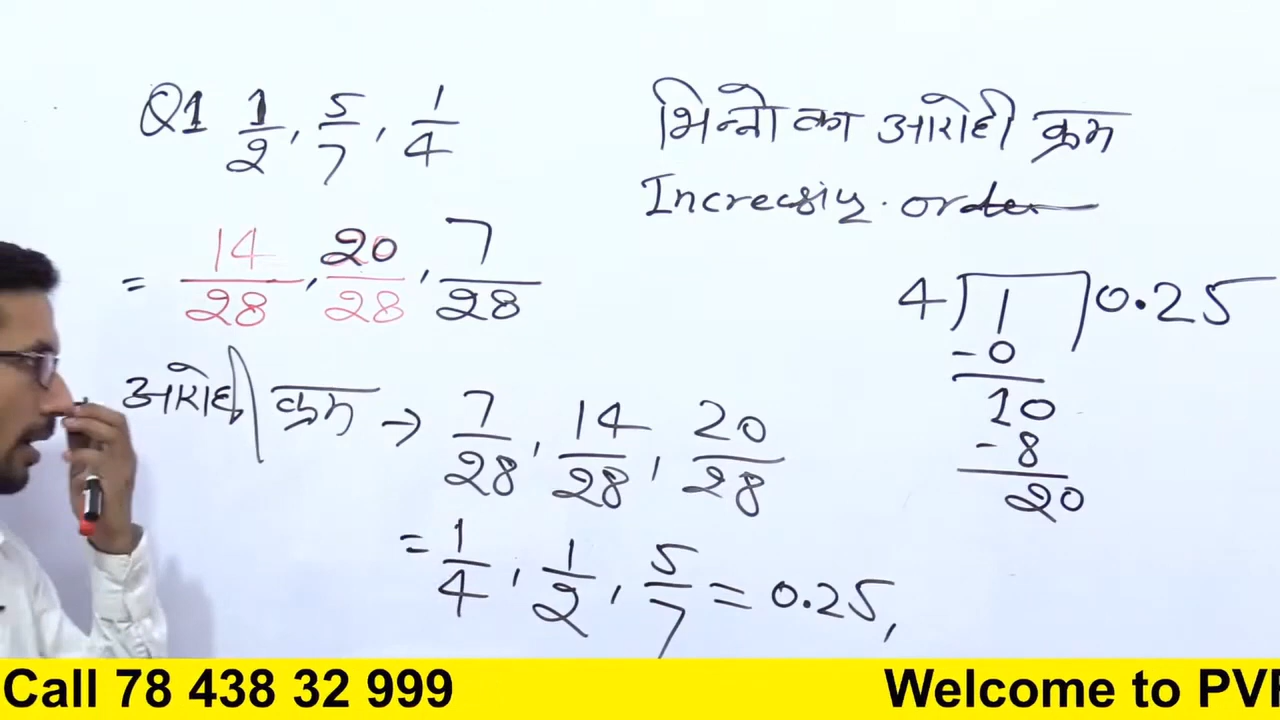 Q1 1/2, 5/7, 1/4
भिन्नो का आरोही क्रम
Increasing order
= 14/28, 20/28, 7/28
4) 1 ) 0.25
-0
10
-8
20
आरोही क्रम → 7/28, 14/28, 20/28
= 1/4, 1/2, 5/7 = 0.25,
Call 78 438 32 999
Welcome to